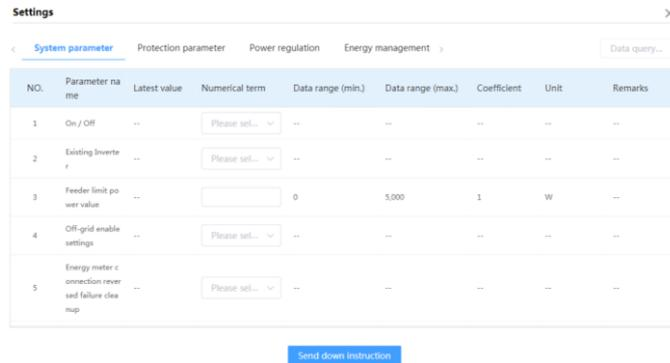 Settings
System parameter Protection parameter Power regulation Energy management Data query...
NO. Parameter na
me Latest value Numerical term Data range (min.) Data range (max.) Coefficient Unit Remarks
1 On / Off -- Please sel... -- -- -- -- --
2 Existing Inverte
r -- Please sel... -- -- -- -- --
3 Feeder limit po
wer value -- 0 5,000 1 W --
4 Off-grid enable
settings -- Please sel... -- -- -- -- --
5 Energy meter c
onnection rever
sed failure clea
nup -- Please sel... -- -- -- -- --
Send down instruction